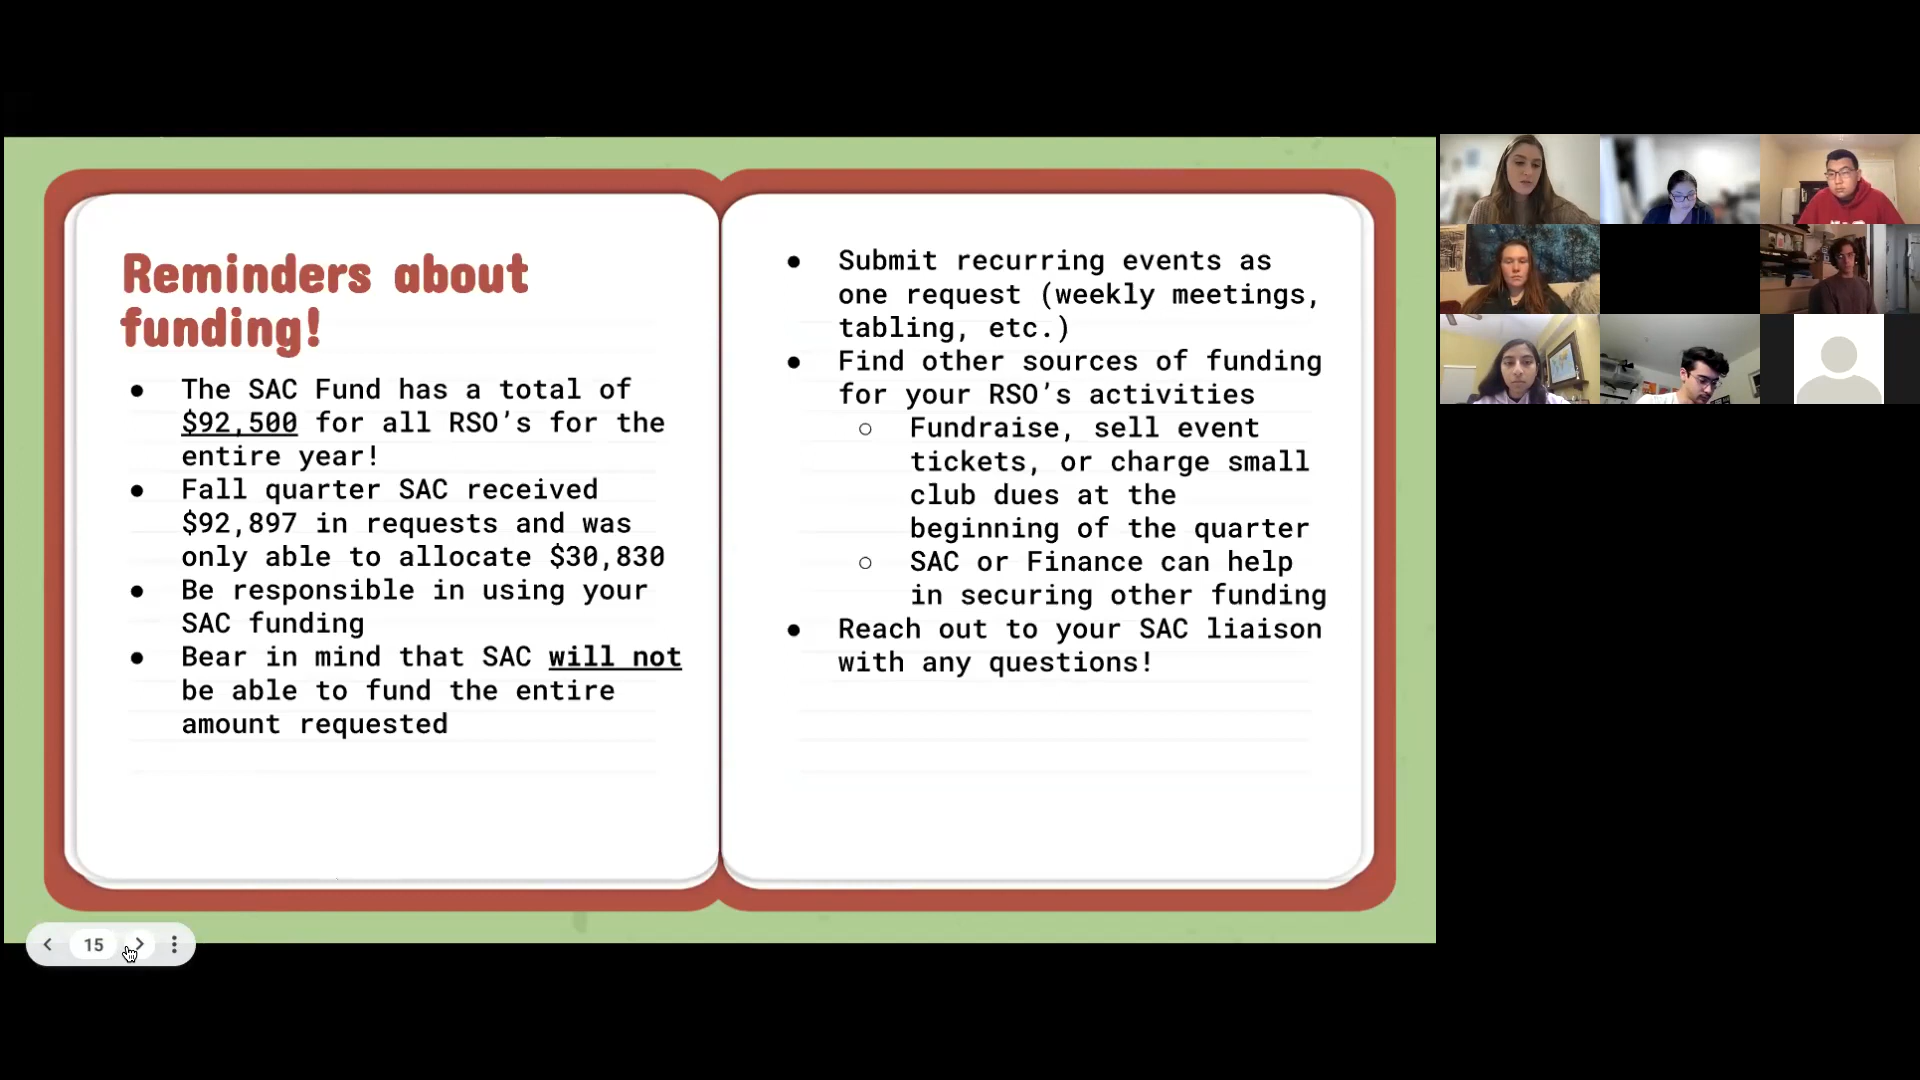 Reminders about
funding!
● The SAC Fund has a total of
$92,500 for all RSO’s for the
entire year!
● Fall quarter SAC received
$92,897 in requests and was
only able to allocate $30,830
● Be responsible in using your
SAC funding
● Bear in mind that SAC will not
be able to fund the entire
amount requested
● Submit recurring events as
one request (weekly meetings,
tabling, etc.)
● Find other sources of funding
for your RSO’s activities
○ Fundraise, sell event
tickets, or charge small
club dues at the
beginning of the quarter
○ SAC or Finance can help
in securing other funding
● Reach out to your SAC liaison
with any questions!
15